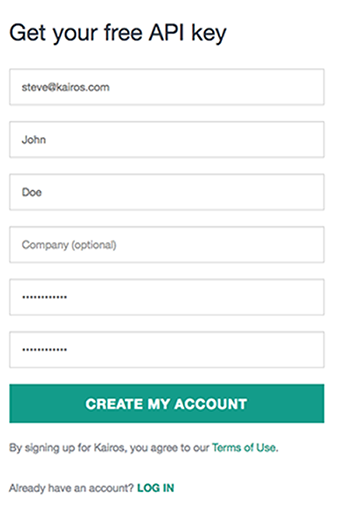 Get your free API key
steve@kairos.com
John
Doe
Company (optional)
••••••••••••
••••••••••••
CREATE MY ACCOUNT
By signing up for Kairos, you agree to our Terms of Use.
Already have an account? LOG IN